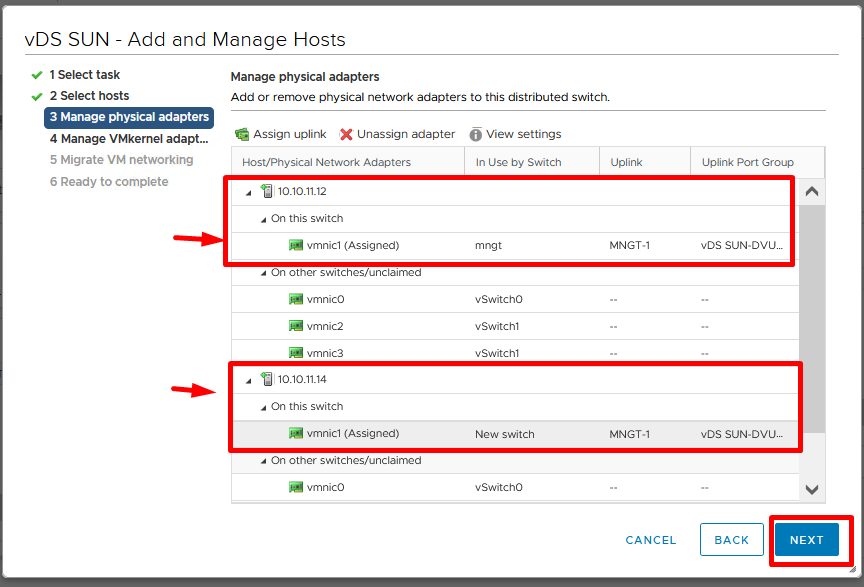 vDS SUN - Add and Manage Hosts
1 Select task
2 Select hosts
3 Manage physical adapters
4 Manage VMkernel adapt...
5 Migrate VM networking
6 Ready to complete
Manage physical adapters
Add or remove physical network adapters to this distributed switch.
Assign uplink Unassign adapter View settings
Host/Physical Network Adapters In Use by Switch Uplink Uplink Port Group
10.10.11.12
On this switch
vmnic1 (Assigned) mngt MNGT-1 vDS SUN-DVU...
On other switches/unclaimed
vmnic0 vSwitch0 -- --
vmnic2 vSwitch1 -- --
vmnic3 vSwitch1 -- --
10.10.11.14
On this switch
vmnic1 (Assigned) New switch MNGT-1 vDS SUN-DVU...
On other switches/unclaimed
vmnic0 vSwitch0 -- --
CANCEL BACK NEXT